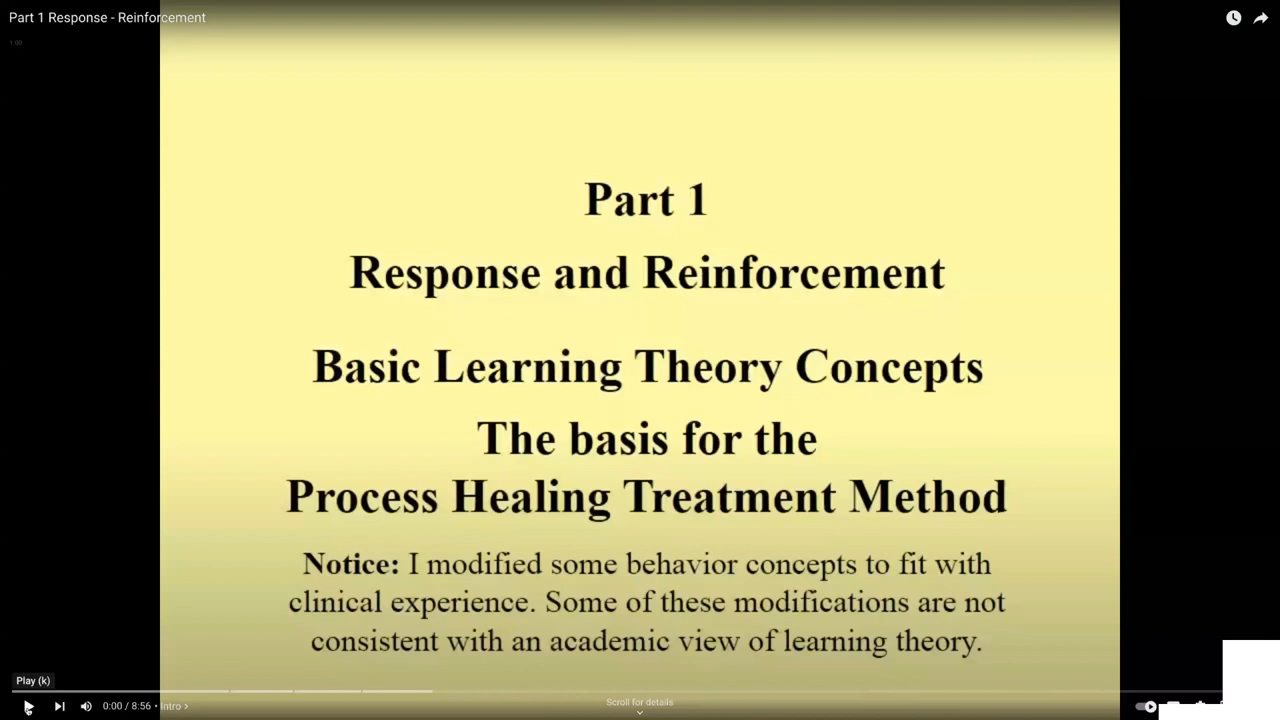 Part 1 Response - Reinforcement
1:00
Part 1
Response and Reinforcement
Basic Learning Theory Concepts
The basis for the
Process Healing Treatment Method
Notice: I modified some behavior concepts to fit with
clinical experience. Some of these modifications are not
consistent with an academic view of learning theory.
Play (k)
0:00 / 8:56 • Intro ›
Scroll for details